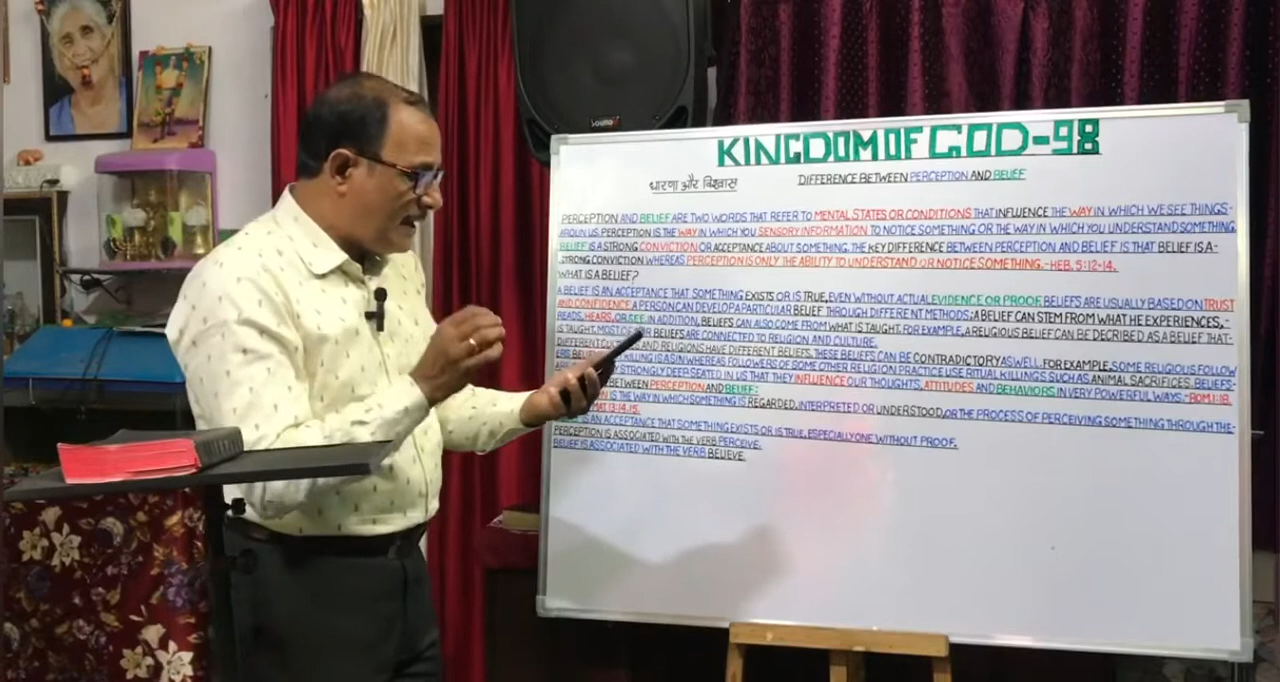 KINGDOM OF GOD-98
धारणा और विश्वास
DIFFERENCE BETWEEN PERCEPTION AND BELIEF
PERCEPTION AND BELIEF ARE TWO WORDS THAT REFER TO MENTAL STATES OR CONDITIONS THAT INFLUENCE THE WAY IN WHICH WE SEE THINGS-
AROUN US. PERCEPTION IS THE WAY IN WHICH YOU SENSORY INFORMATION TO NOTICE SOMETHING OR THE WAY IN WHICH YOU UNDERSTAND SOMETHING.
BELIEF IS A STRONG CONVICTION OR ACCEPTANCE ABOUT SOMETHING. THE KEY DIFFERENCE BETWEEN PERCEPTION AND BELIEF IS THAT BELIEF IS A-
STRONG CONVICTION WHEREAS PERCEPTION IS ONLY THE ABILITY TO UNDERSTAND OR NOTICE SOMETHING.-HEB. 5:12-14.
WHAT IS A BELIEF?
A BELIEF IS AN ACCEPTANCE THAT SOMETHING EXISTS OR IS TRUE, EVEN WITHOUT ACTUAL EVIDENCE OR PROOF. BELIEFS ARE USUALLY BASED ON TRUST
AND CONFIDENCE. A PERSON CAN DEVELOP A PARTICULAR BELIEF THROUGH DIFFERENT METHODS; A BELIEF CAN STEM FROM WHAT HE EXPERIENCES,-
READS, HEARS, OR SEE. IN ADDITION, BELIEFS CAN ALSO COME FROM WHAT IS TAUGHT. FOR EXAMPLE, A RELIGIOUS BELIEF CAN BE DECRIBED AS A BELIEF THAT-
IS TAUGHT. MOST OF BELIEFS ARE CONNECTED TO RELIGION AND CULTURE.
DIFFERENT AND RELIGIONS HAVE DIFFERENT BELIEFS. THESE BELIEFS CAN BE CONTRADICTORY AS WELL. FOR EXAMPLE, SOME RELIGIOUS FOLLOW
ERS KILLING IS A SIN WHEREAS FOLLOWERS OF SOME OTHER RELIGION PRACTICE USE RITUAL KILLINGS SUCH AS ANIMAL SACRIFICES. BELIEFS-
STRONGLY DEEP SEATED IN US THAT THEY INFLUENCE OUR THOUGHTS, ATTITUDES AND BEHAVIORS IN VERY POWERFUL WAYS.-ROM.1:18.
BETWEEN PERCEPTION AND BELIEF:
IS THE WAY IN WHICH SOMETHING IS REGARDED, INTERPRETED OR UNDERSTOOD, OR THE PROCESS OF PERCEIVING SOMETHING THROUGH THE-
13:14.15.
IS AN ACCEPTANCE THAT SOMETHING EXISTS OR IS TRUE, ESPECIALLY ONE WITHOUT PROOF.
PERCEPTION IS ASSOCIATED WITH THE VERB PERCEIVE.
BELIEF IS ASSOCIATED WITH THE VERB BELIEVE.